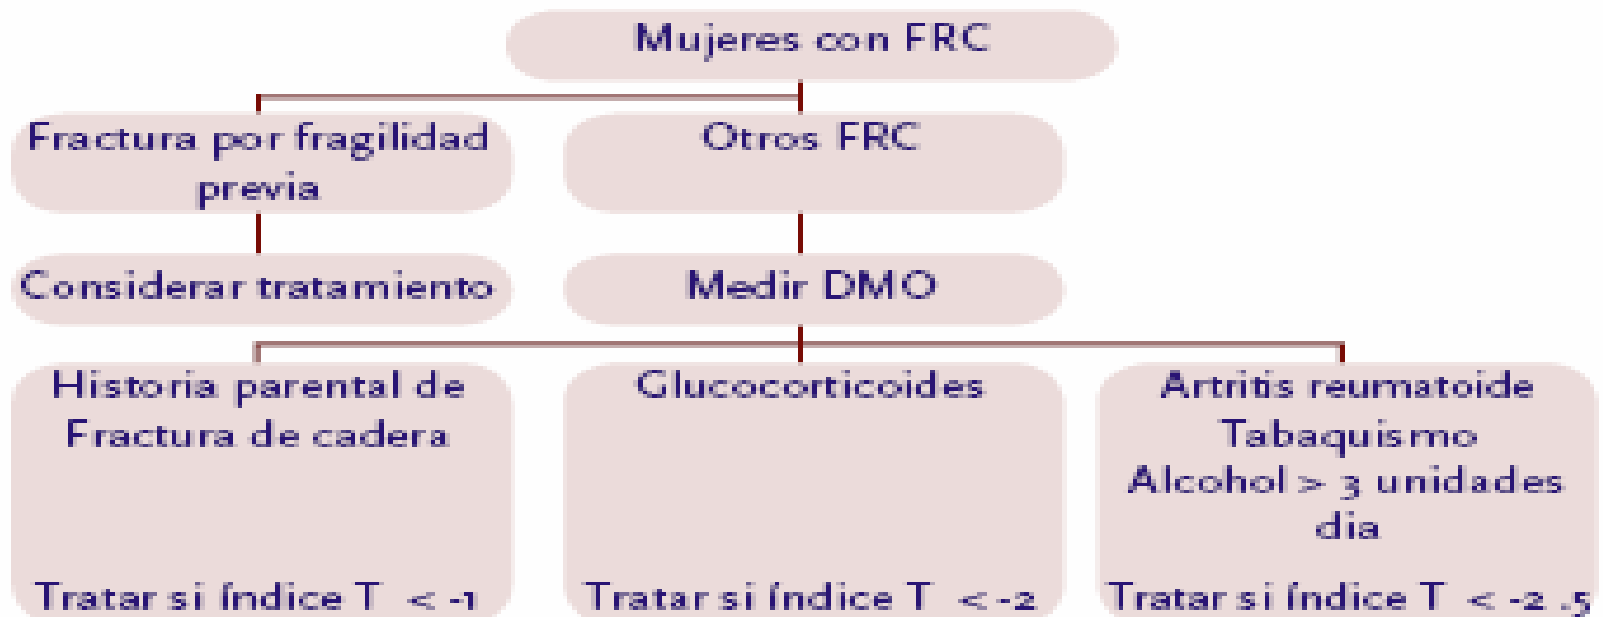 Mujeres con FRC
Fractura por fragilidad
previa
Otros FRC
Considerar tratamiento
Medir DMO
Historia parental de
Fractura de cadera
Tratar si índice T < -1
Glucocorticoides
Tratar si índice T < -2
Artritis reumatoide
Tabaquismo
Alcohol > 3 unidades
dia
Tratar si índice T < -2 .5